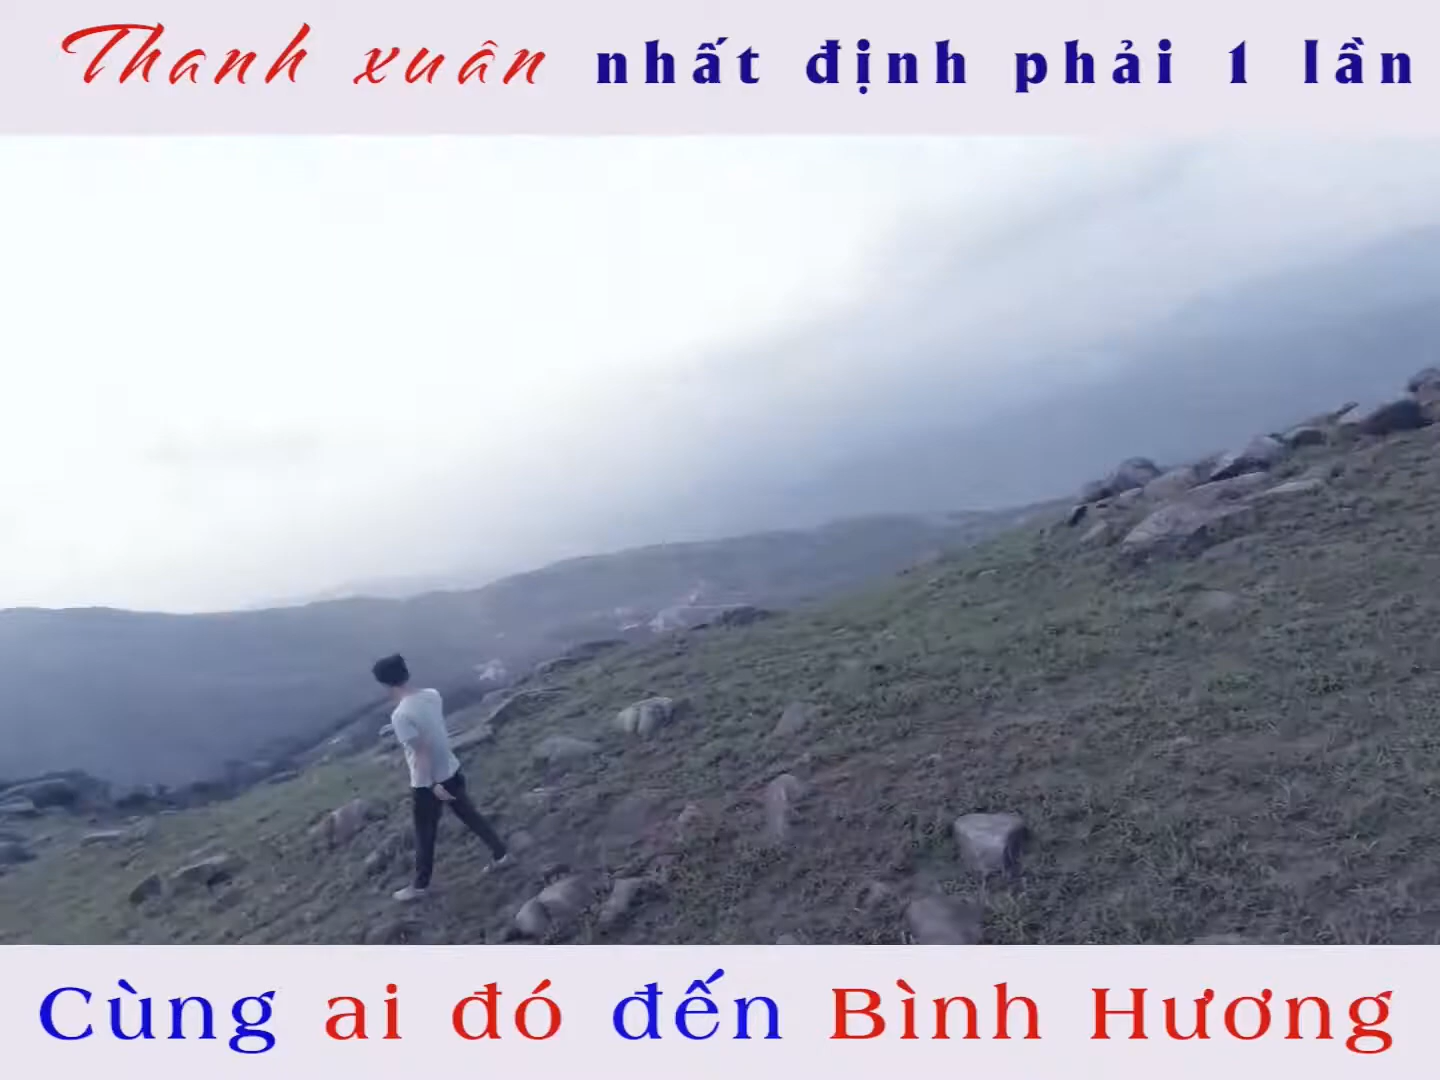 Thanh xuân nhất định phải 1 lần
Cùng ai đó đến Bình Hương